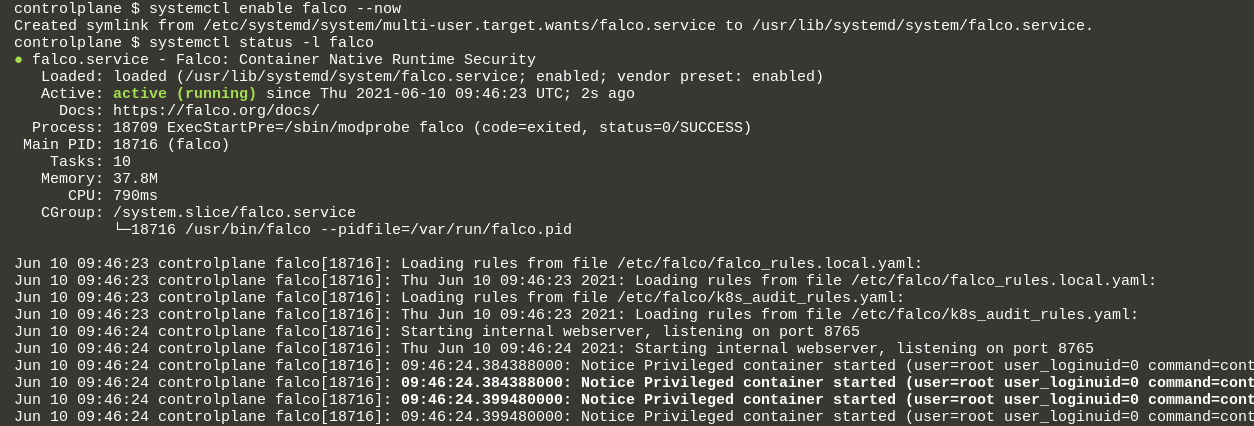 controlplane $ systemctl enable falco --now
Created symlink from /etc/systemd/system/multi-user.target.wants/falco.service to /usr/lib/systemd/system/falco.service.
controlplane $ systemctl status -l falco
● falco.service - Falco: Container Native Runtime Security
   Loaded: loaded (/usr/lib/systemd/system/falco.service; enabled; vendor preset: enabled)
   Active: active (running) since Thu 2021-06-10 09:46:23 UTC; 2s ago
     Docs: https://falco.org/docs/
  Process: 18709 ExecStartPre=/sbin/modprobe falco (code=exited, status=0/SUCCESS)
 Main PID: 18716 (falco)
    Tasks: 10
   Memory: 37.8M
      CPU: 790ms
   CGroup: /system.slice/falco.service
           └─18716 /usr/bin/falco --pidfile=/var/run/falco.pid

Jun 10 09:46:23 controlplane falco[18716]: Loading rules from file /etc/falco/falco_rules.local.yaml:
Jun 10 09:46:23 controlplane falco[18716]: Thu Jun 10 09:46:23 2021: Loading rules from file /etc/falco/falco_rules.local.yaml:
Jun 10 09:46:23 controlplane falco[18716]: Loading rules from file /etc/falco/k8s_audit_rules.yaml:
Jun 10 09:46:23 controlplane falco[18716]: Thu Jun 10 09:46:23 2021: Loading rules from file /etc/falco/k8s_audit_rules.yaml:
Jun 10 09:46:24 controlplane falco[18716]: Starting internal webserver, listening on port 8765
Jun 10 09:46:24 controlplane falco[18716]: Thu Jun 10 09:46:24 2021: Starting internal webserver, listening on port 8765
Jun 10 09:46:24 controlplane falco[18716]: 09:46:24.384388000: Notice Privileged container started (user=root user_loginuid=0 command=cont
Jun 10 09:46:24 controlplane falco[18716]: 09:46:24.384388000: Notice Privileged container started (user=root user_loginuid=0 command=cont
Jun 10 09:46:24 controlplane falco[18716]: 09:46:24.399480000: Notice Privileged container started (user=root user_loginuid=0 command=cont
Jun 10 09:46:24 controlplane falco[18716]: 09:46:24.399480000: Notice Privileged container started (user=root user_loginuid=0 command=cont